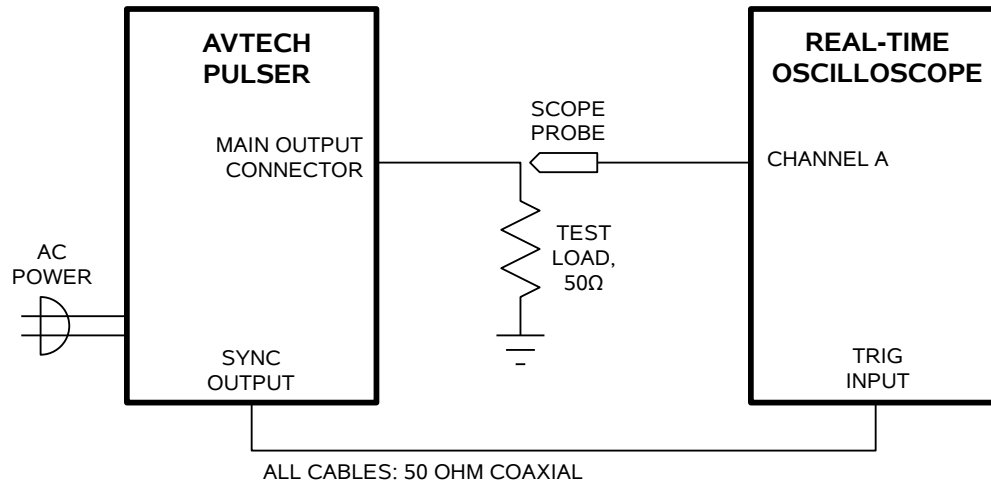 AVTECH
PULSER
MAIN OUTPUT
CONNECTOR
AC
POWER
SYNC
OUTPUT
SCOPE
PROBE
TEST
LOAD,
50Ω
REAL-TIME
OSCILLOSCOPE
CHANNEL A
TRIG
INPUT
ALL CABLES: 50 OHM COAXIAL